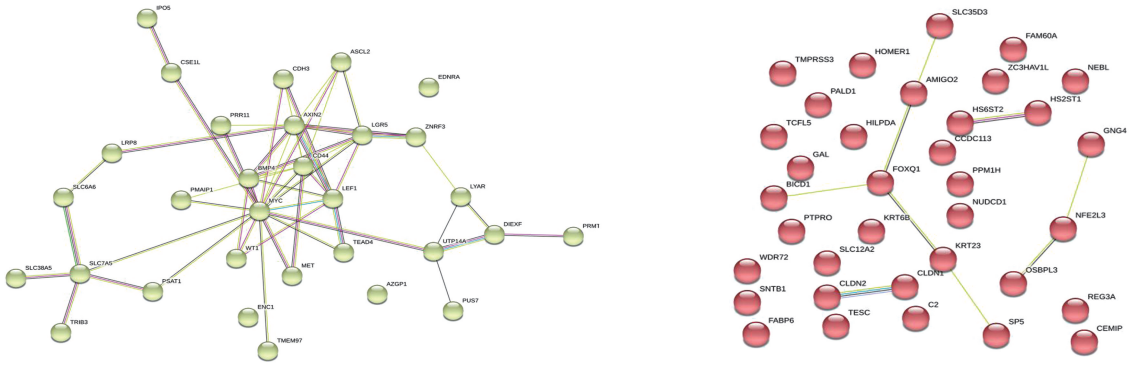 IPO5
CSE1L
ASCL2
CDH3
EDNRA
PRR11
AXIN2
LGR5
ZNRF3
LRP8
CD44
BMP4
SLC6A6
PMAIP1
LEF1
LYAR
MYC
DIEXF
PRM1
WT1
TEAD4
UTP14A
SLC38A5
SLC7A5
PSAT1
MET
AZGP1
PUS7
ENC1
TRIB3
TMEM97
SLC35D3
FAM60A
HOMER1
TMPRSS3
ZC3HAV1L
NEBL
AMIGO2
PALD1
HS6ST2
HS2ST1
TCFL5
HILPDA
CCDC113
GNG4
GAL
FOXQ1
BICD1
PPM1H
NUDCD1
PTPRO
KRT6B
NFE2L3
SLC12A2
KRT23
WDR72
CLDN1
OSBPL3
CLDN2
SNTB1
REG3A
FABP6
TESC
C2
SP5
CEMIP